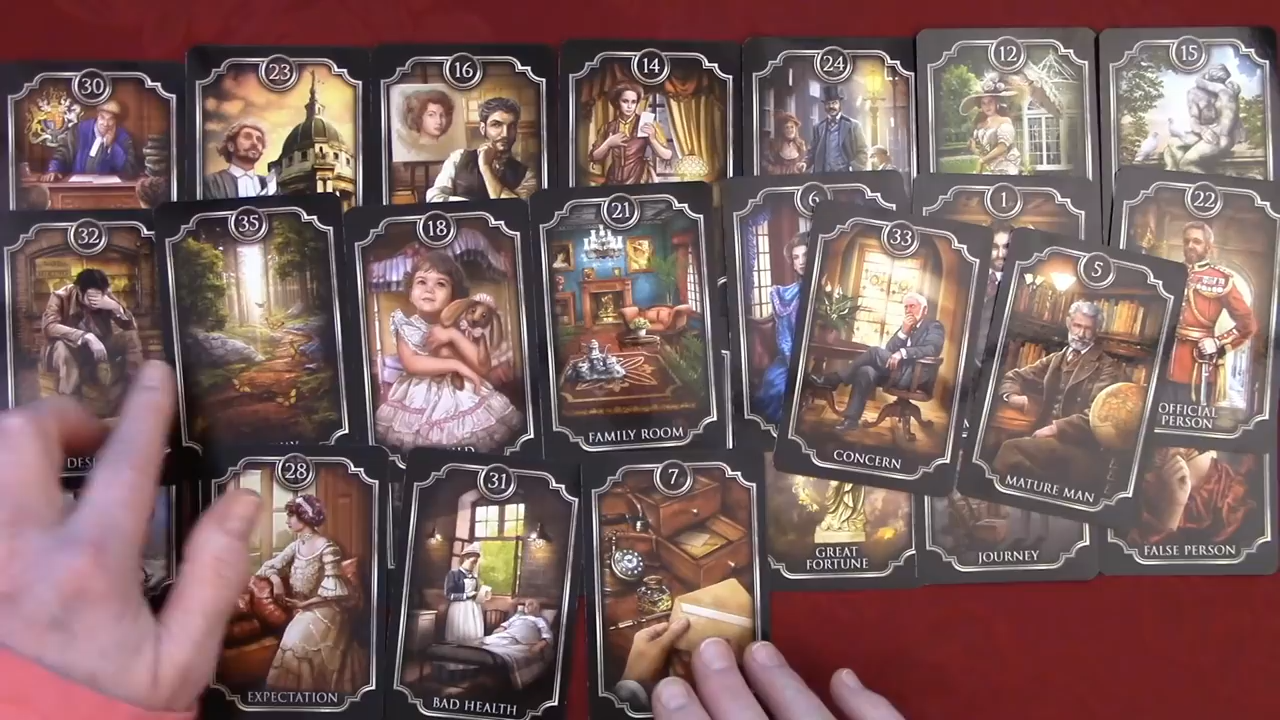 30
23
16
14
24
12
15
32
35
18
21
6
33
1
5
22
FAMILY ROOM
CONCERN
MATURE MAN
OFFICIAL
PERSON
28
31
7
EXPECTATION
BAD HEALTH
GREAT
FORTUNE
JOURNEY
FALSE PERSON